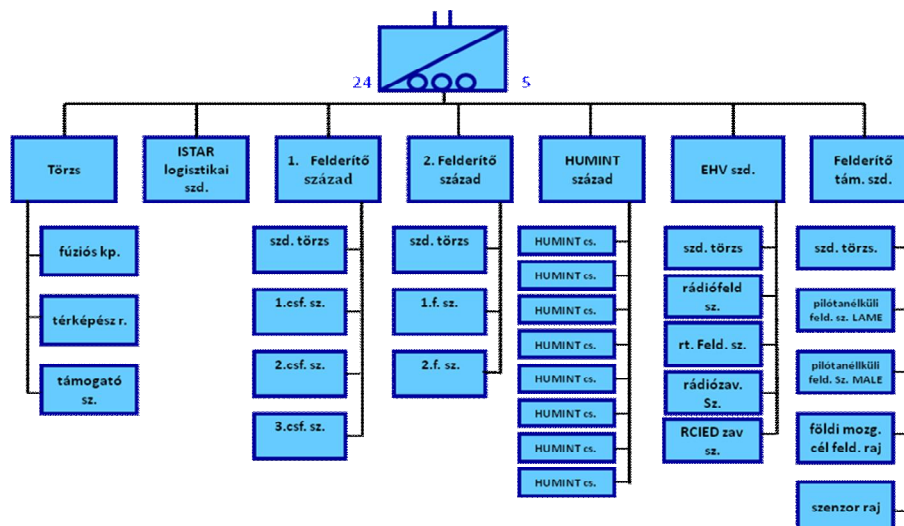 24
5
Törzs
ISTAR
logisztikai
szd.
1. Felderítő
század
2. Felderítő
század
HUMINT
század
EHV szd.
Felderítő
tám. szd.
fúziós kp.
térképész r.
támogató
sz.
szd. törzs
1.csf. sz.
2.csf. sz.
3.csf. sz.
szd. törzs
1.f. sz.
2.f. sz.
HUMINT cs.
HUMINT cs.
HUMINT cs.
HUMINT cs.
HUMINT cs.
HUMINT cs.
HUMINT cs.
HUMINT cs.
szd. törzs
rádiófeld
sz.
rt. Feld. sz.
rádiózav.
Sz.
RCIED zav
sz.
szd. törzs.
pilótanélküli
feld. sz. LAME
pilótanéllküli
feld. Sz. MALE
földi mozg.
cél feld. raj
szenzor raj